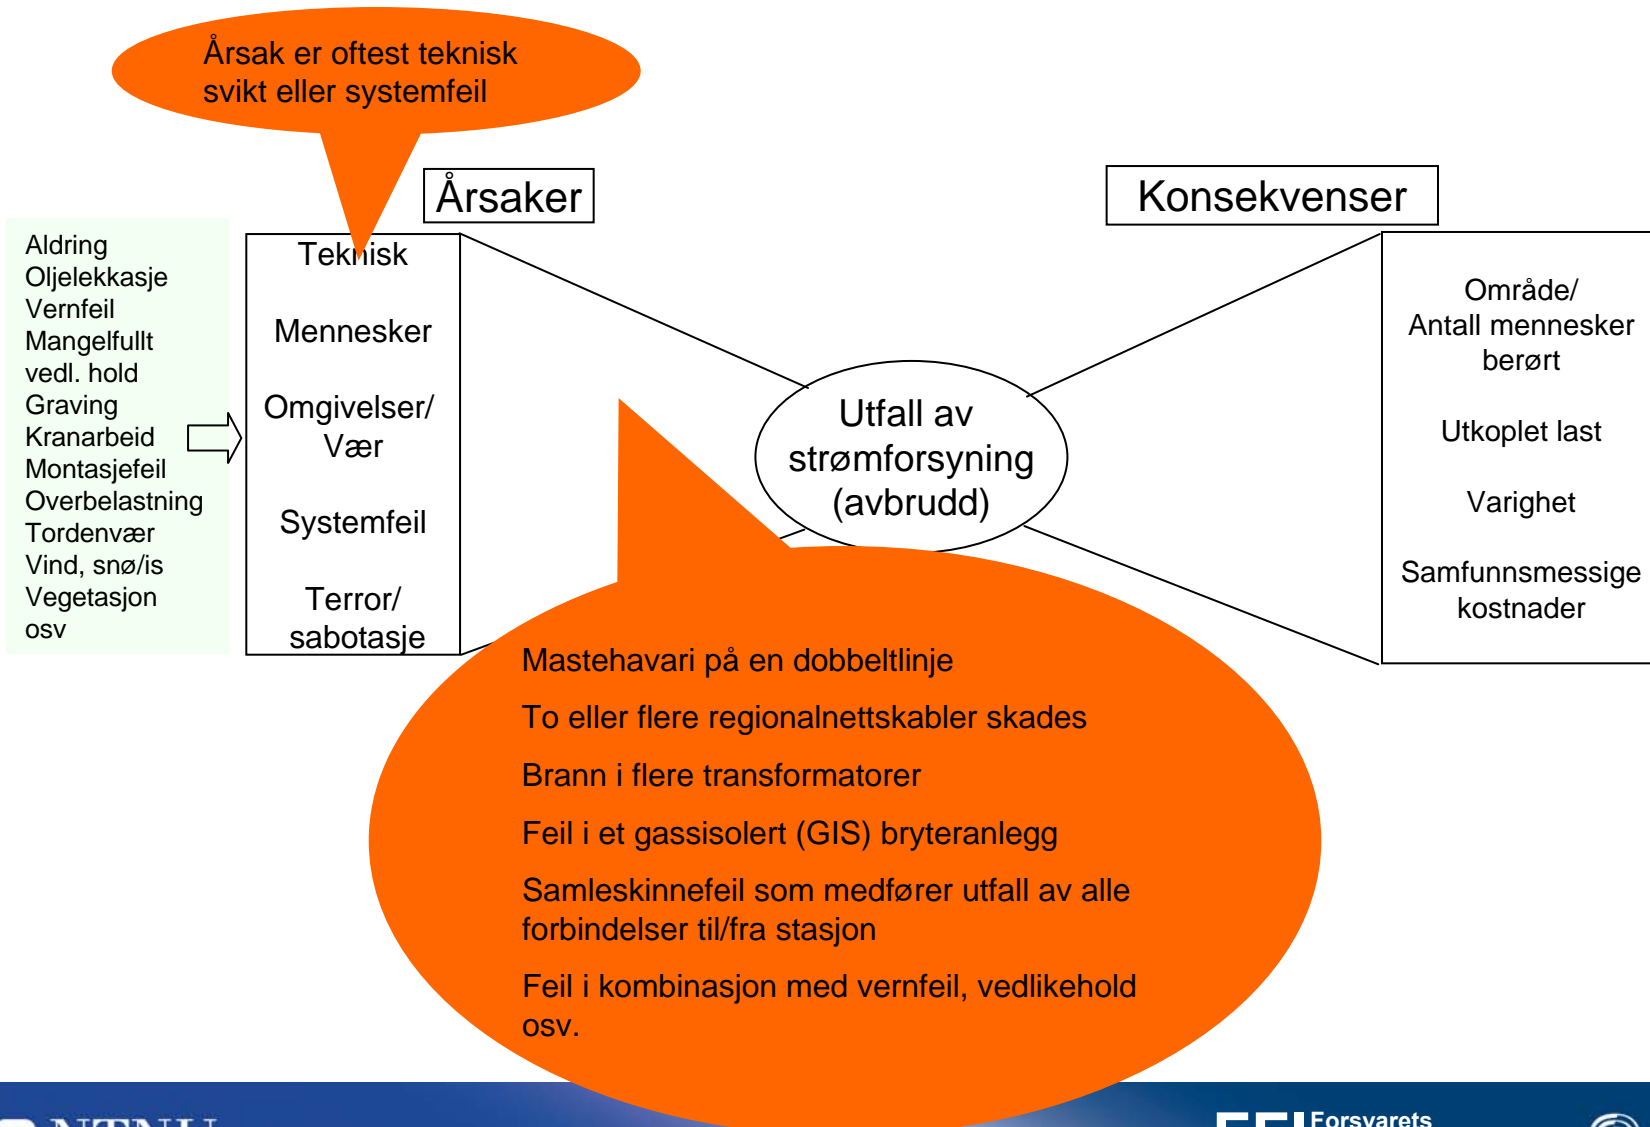 Årsak er oftest teknisk
svikt eller systemfeil
Årsaker
Konsekvenser
Aldring
Oljelekkasje
Vernfeil
Mangelfullt
vedl. hold
Graving
Kranarbeid
Montasjefeil
Overbelastning
Tordenvær
Vind, snø/is
Vegetasjon
osv
Teknisk
Mennesker
Omgivelser/
Vær
Systemfeil
Terror/
sabotasje
Utfall av
strømforsyning
(avbrudd)
Område/
Antall mennesker
berørt
Utkoplet last
Varighet
Samfunnsmessige
kostnader
Mastehavari på en dobbeltlinje
To eller flere regionalnettskabler skades
Brann i flere transformatorer
Feil i et gassisolert (GIS) bryteranlegg
Samleskinnefeil som medfører utfall av alle
forbindelser til/fra stasjon
Feil i kombinasjon med vernfeil, vedlikehold
osv.
NTNU
FFI Forsvarets